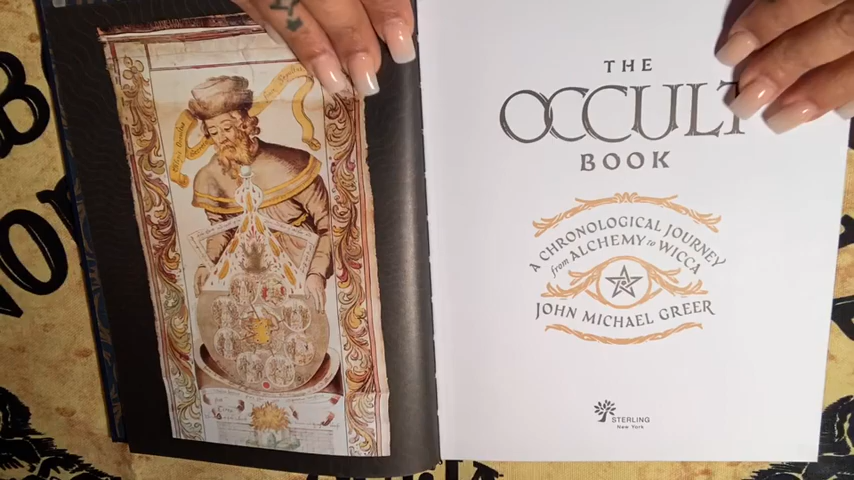 THE
OCCULT
BOOK
A CHRONOLOGICAL JOURNEY
from ALCHEMY to WICCA
JOHN MICHAEL GREER
STERLING
New York